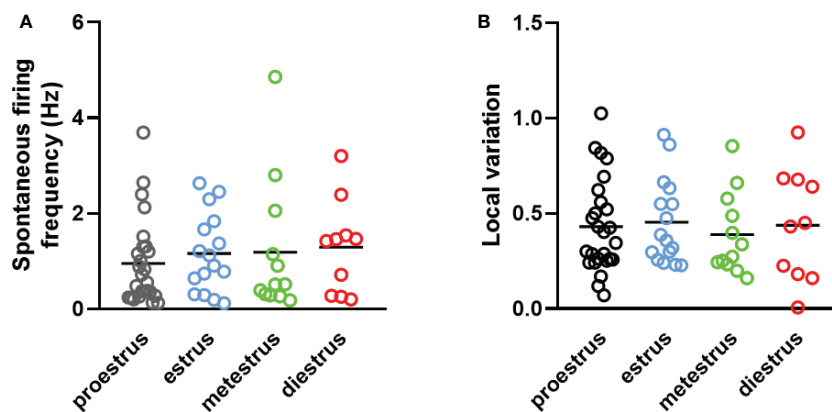 A
Spontaneous firing
frequency (Hz)
6
4
2
0
proestrus
estrus
metestrus
diestrus
B
Local variation
1.5
1.0
0.5
0.0
proestrus
estrus
metestrus
diestrus